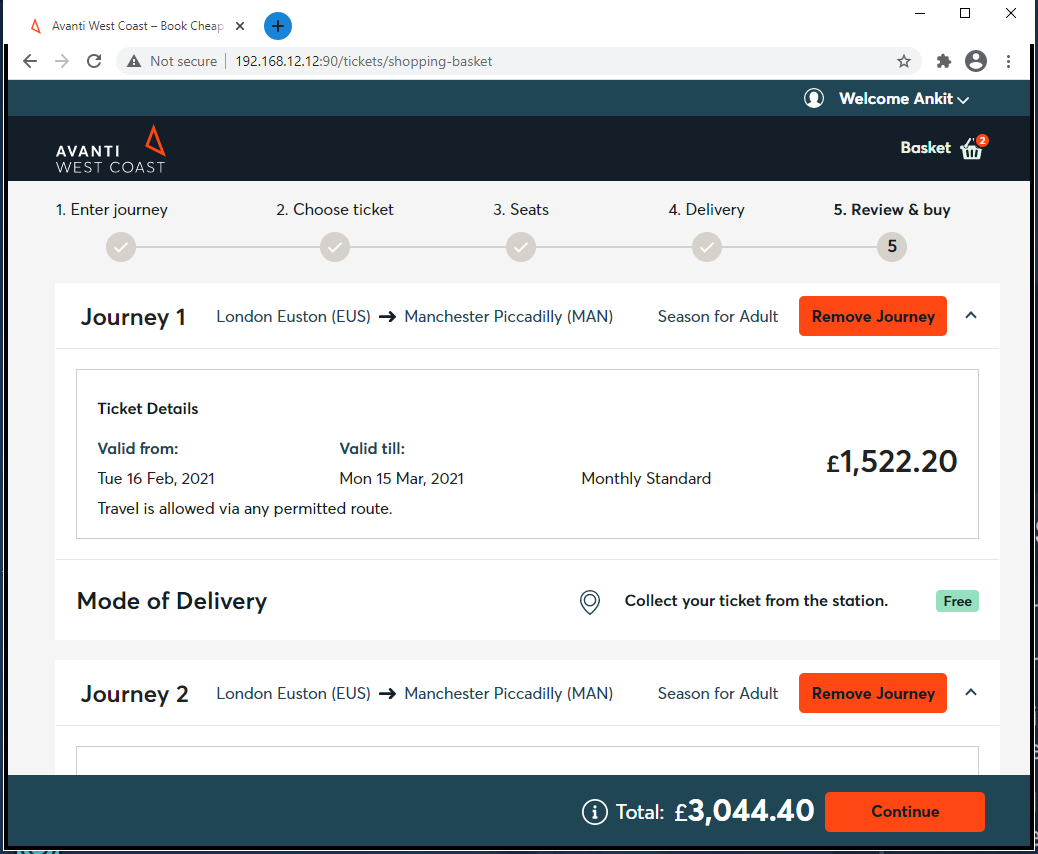 Avanti West Coast – Book Cheap
Not secure 192.168.12.12:90/tickets/shopping-basket
Welcome Ankit
AVANTI
WEST COAST
Basket 2
1. Enter journey 2. Choose ticket 3. Seats 4. Delivery 5. Review & buy
5
Journey 1 London Euston (EUS) → Manchester Piccadilly (MAN) Season for Adult Remove Journey
Ticket Details
Valid from: Valid till:
£1,522.20
Tue 16 Feb, 2021 Mon 15 Mar, 2021 Monthly Standard
Travel is allowed via any permitted route.
Mode of Delivery Collect your ticket from the station. Free
Journey 2 London Euston (EUS) → Manchester Piccadilly (MAN) Season for Adult Remove Journey
Total: £3,044.40 Continue